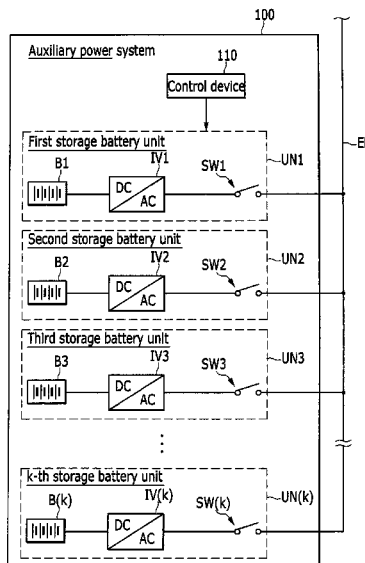 100
Auxiliary power system
110
Control device
First storage battery unit
B1
IV1
DC
AC
SW1
UN1
Second storage battery unit
B2
IV2
DC
AC
SW2
UN2
Third storage battery unit
B3
IV3
DC
AC
SW3
UN3
k-th storage battery unit
B(k)
IV(k)
DC
AC
SW(k)
UN(k)